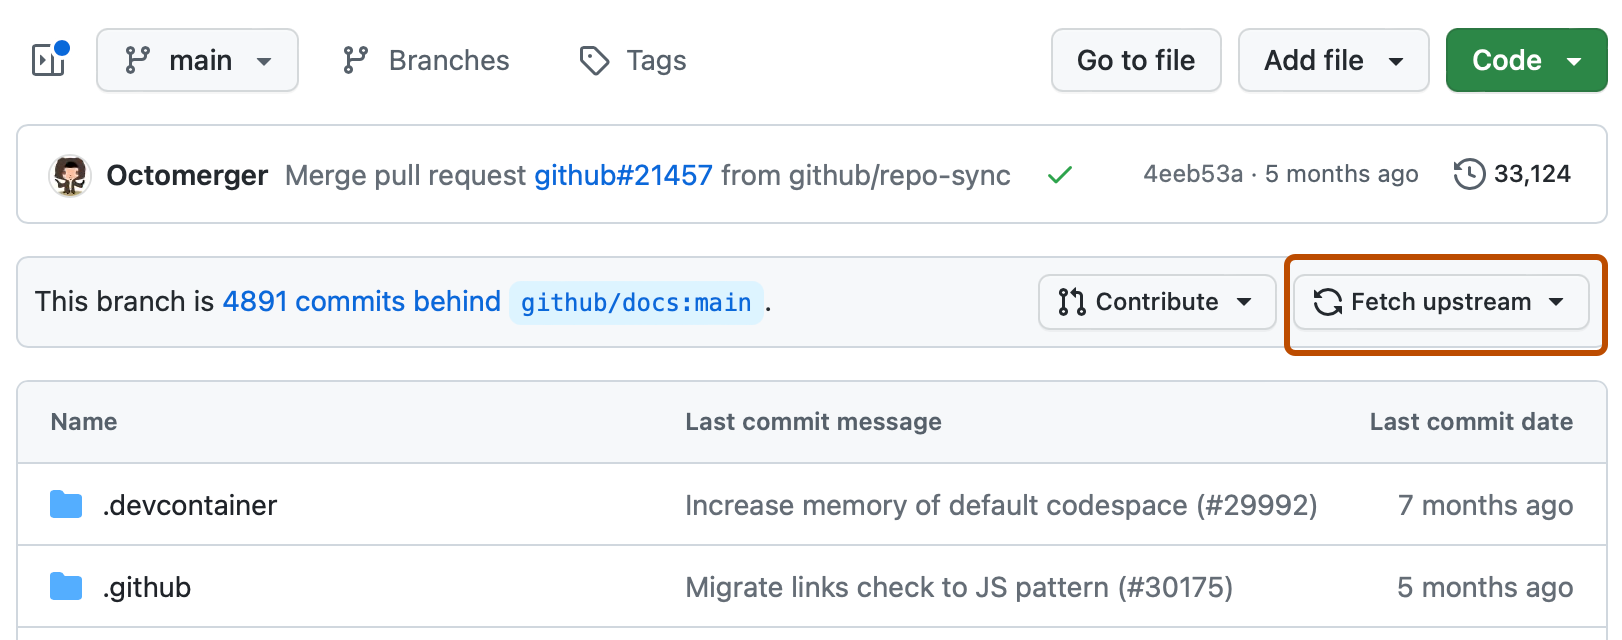 main Branches Tags Go to file Add file Code
Octomerger Merge pull request github#21457 from github/repo-sync 4eeb53a · 5 months ago 33,124
This branch is 4891 commits behind github/docs:main. Contribute Fetch upstream
Name Last commit message Last commit date
.devcontainer Increase memory of default codespace (#29992) 7 months ago
.github Migrate links check to JS pattern (#30175) 5 months ago